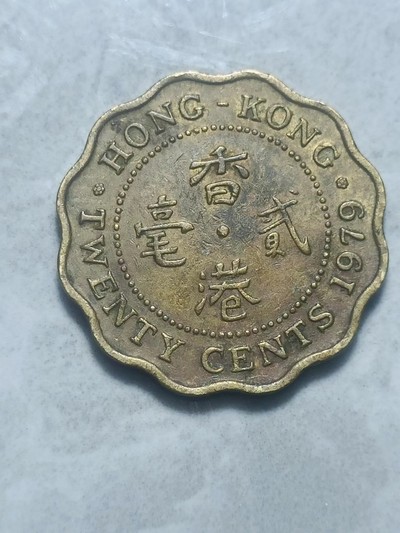 HONG - KONG
香港
貳毫
TWENTY CENTS 1979